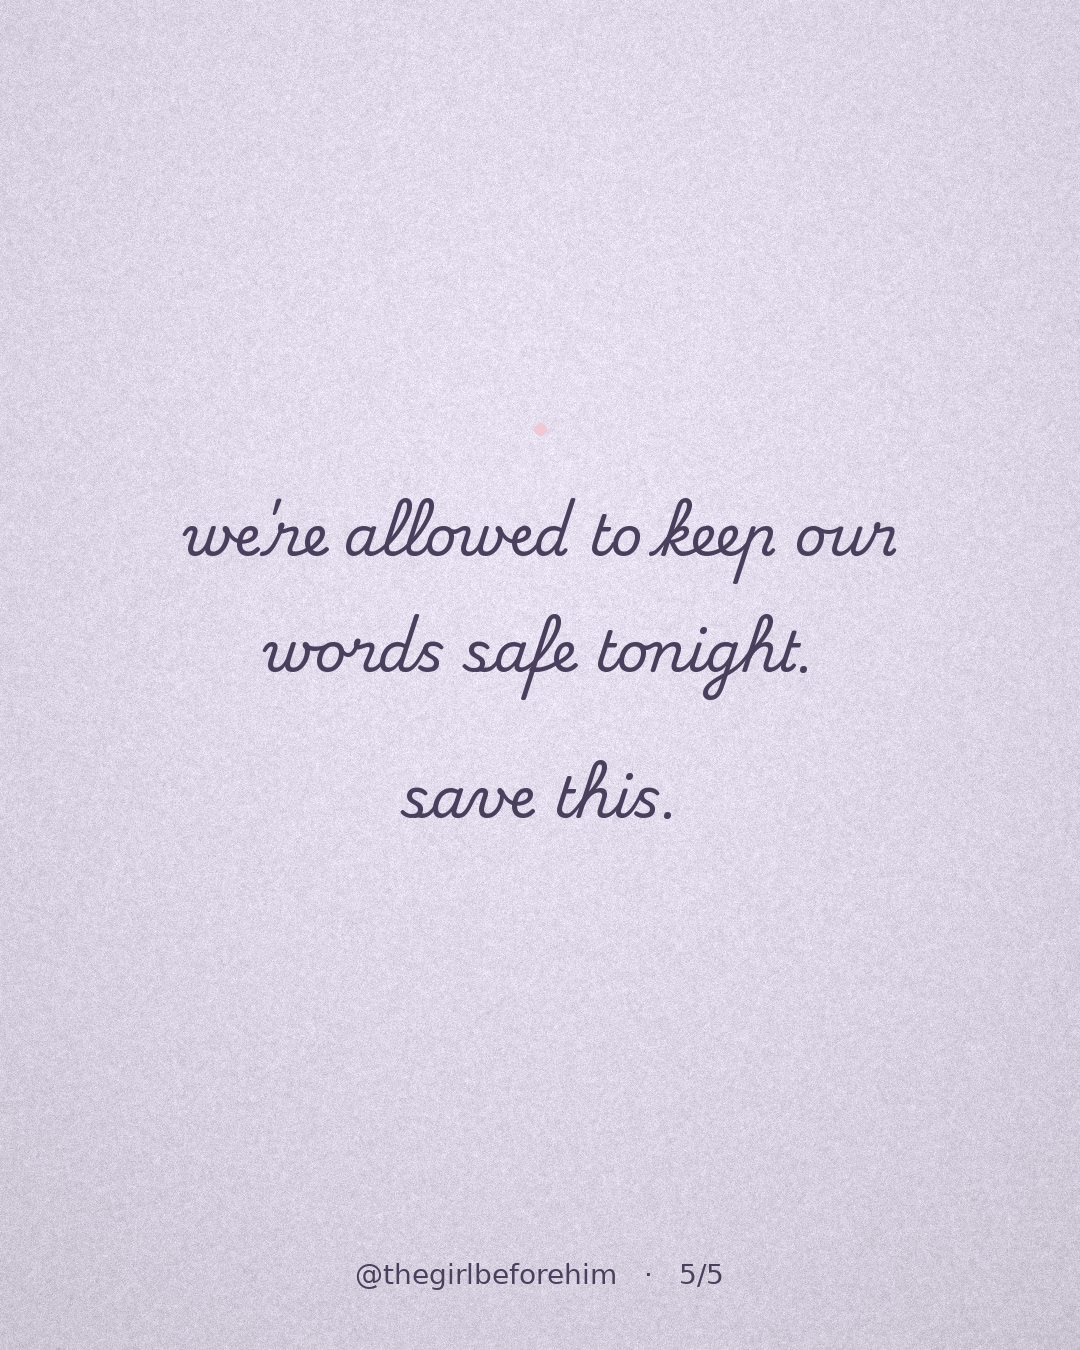 we're allowed to keep our
words safe tonight.
save this.
@thegirlbeforehim · 5/5